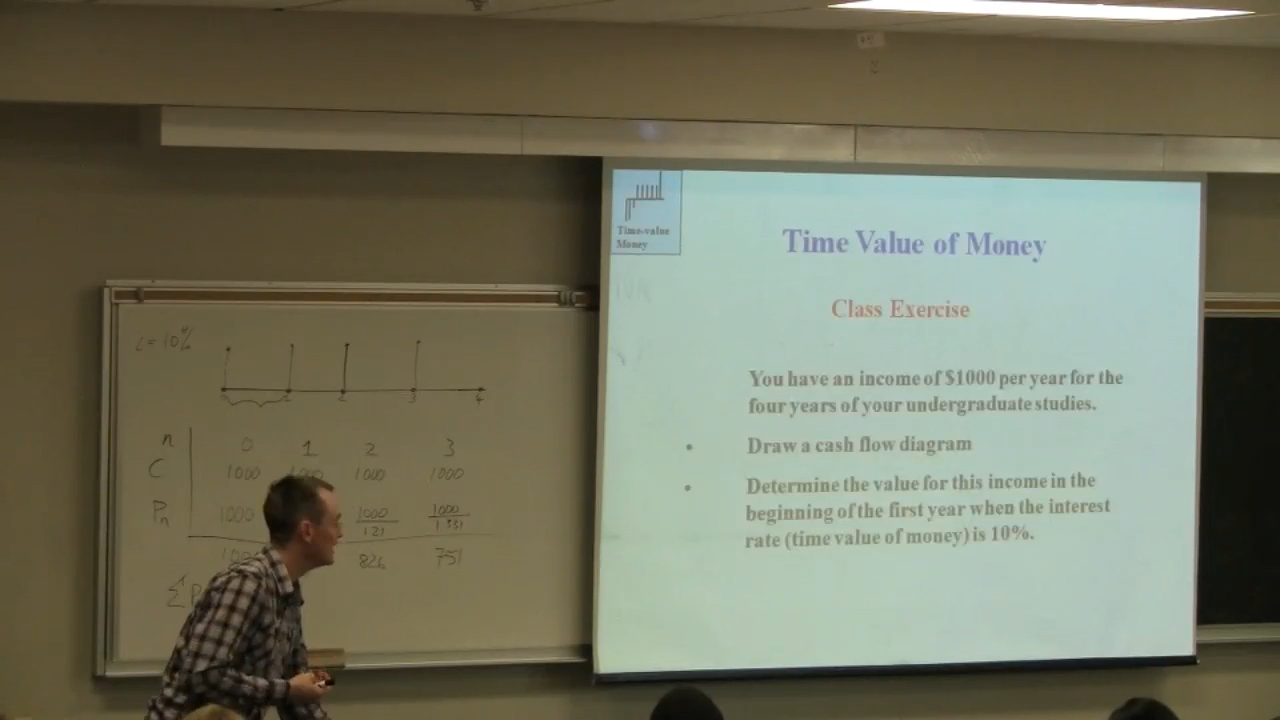 i = 10%
1 2 3 4
n 0 1 2 3
C 1000 1000 1000 1000
Pn 1000 1000/1.21 1000/1.331
826 751
Time-value
Money
Time Value of Money
Class Exercise
You have an income of $1000 per year for the
four years of your undergraduate studies.
• Draw a cash flow diagram
• Determine the value for this income in the
beginning of the first year when the interest
rate (time value of money) is 10%.